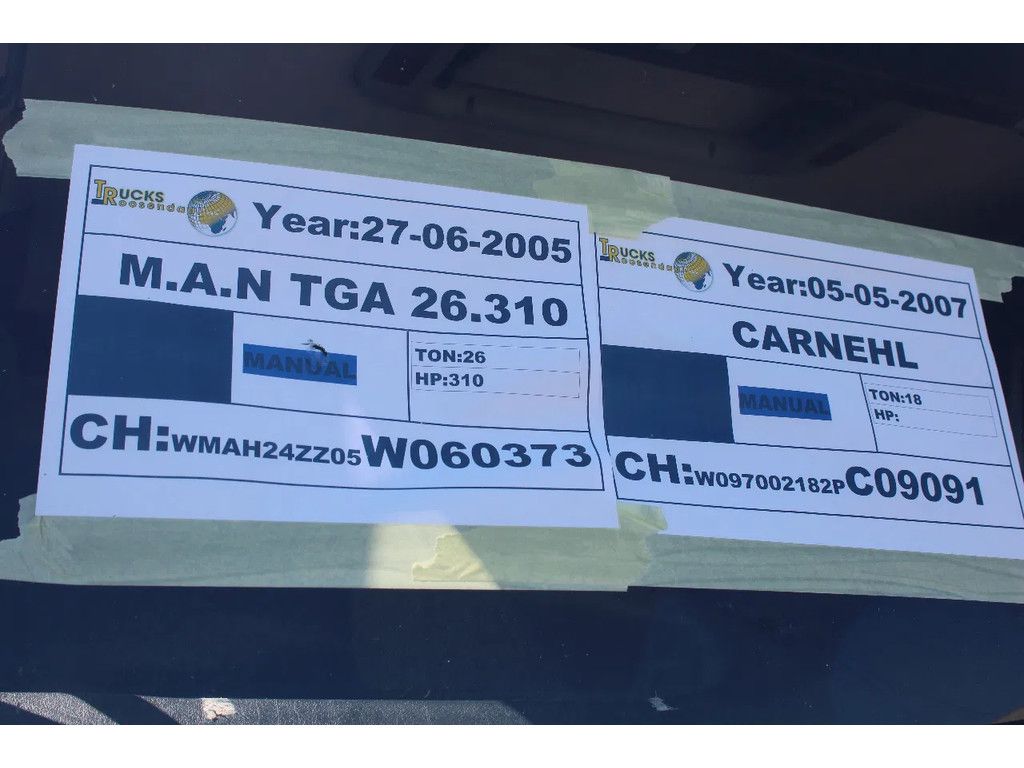 TRUCKS
Roosendaal
Year:27-06-2005
M.A.N TGA 26.310
MANUAL
TON:26
HP:310
CH:WMAH24ZZ05W060373
TRUCKS
Roosendaal
Year:05-05-2007
CARNEHL
MANUAL
TON:18
HP:
CH:W097002182PC09091